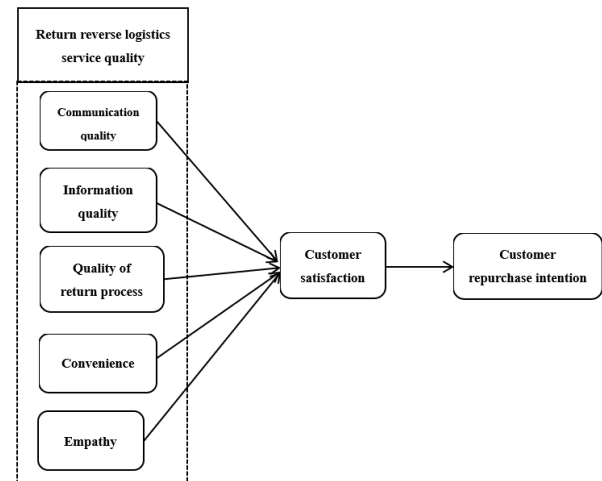 Return reverse logistics
service quality
Communication
quality
Information
quality
Quality of
return process
Convenience
Empathy
Customer
satisfaction
Customer
repurchase intention